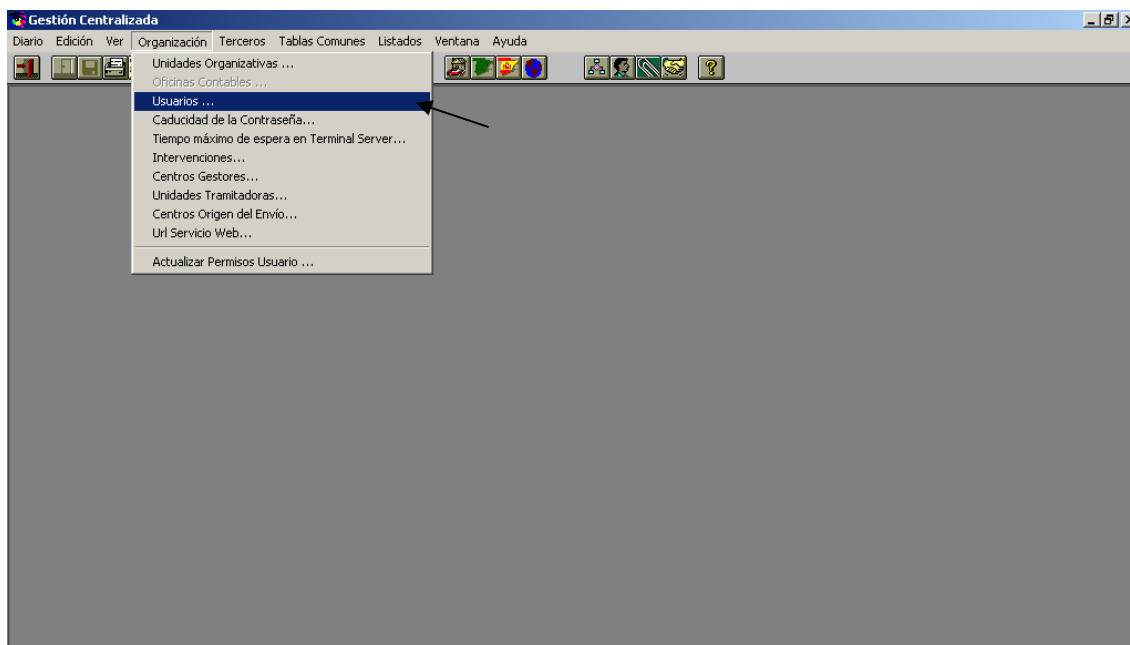 Gestión Centralizada
Diario Edición Ver Organización Terceros Tablas Comunes Listados Ventana Ayuda
Unidades Organizativas ...
Oficinas Contables ...
Usuarios ...
Caducidad de la Contraseña...
Tiempo máximo de espera en Terminal Server...
Intervenciones...
Centros Gestores...
Unidades Tramitadoras...
Centros Origen del Envío...
Url Servicio Web...
Actualizar Permisos Usuario ...